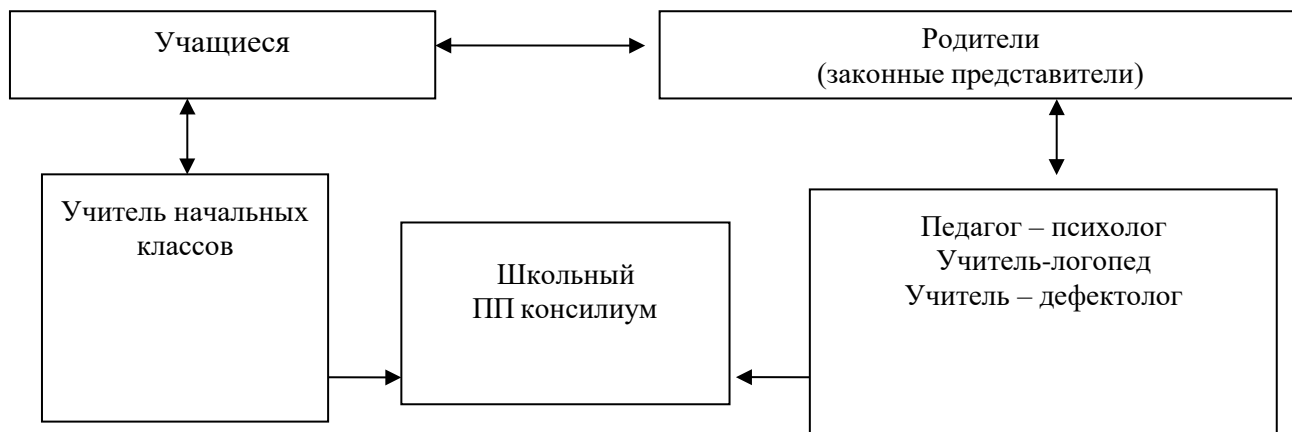 Учащиеся
Родители
(законные представители)
Учитель начальных
классов
Школьный
ПП консилиум
Педагог – психолог
Учитель-логопед
Учитель – дефектолог